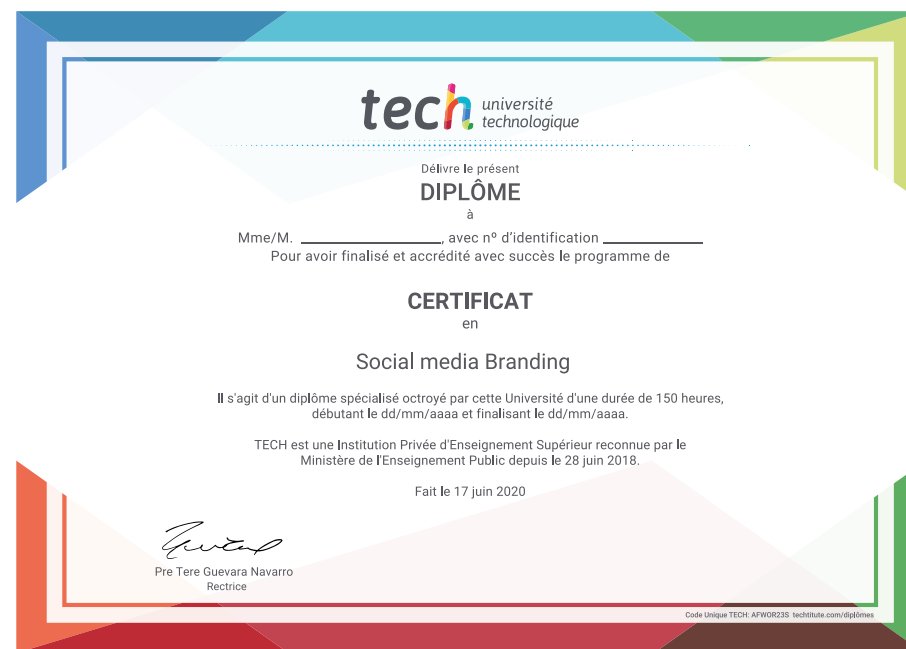 tech université
technologique
Délivre le présent
DIPLÔME
à
Mme/M. ____________________, avec nº d'identification ______________
Pour avoir finalisé et accrédité avec succès le programme de
CERTIFICAT
en
Social media Branding
Il s'agit d'un diplôme spécialisé octroyé par cette Université d'une durée de 150 heures,
débutant le dd/mm/aaaa et finalisant le dd/mm/aaaa.
TECH est une Institution Privée d'Enseignement Supérieur reconnue par le
Ministère de l'Enseignement Public depuis le 28 juin 2018.
Fait le 17 juin 2020
Pre Tere Guevara Navarro
Rectrice
Code Unique TECH: AFWOR23S techtitute.com/diplômes